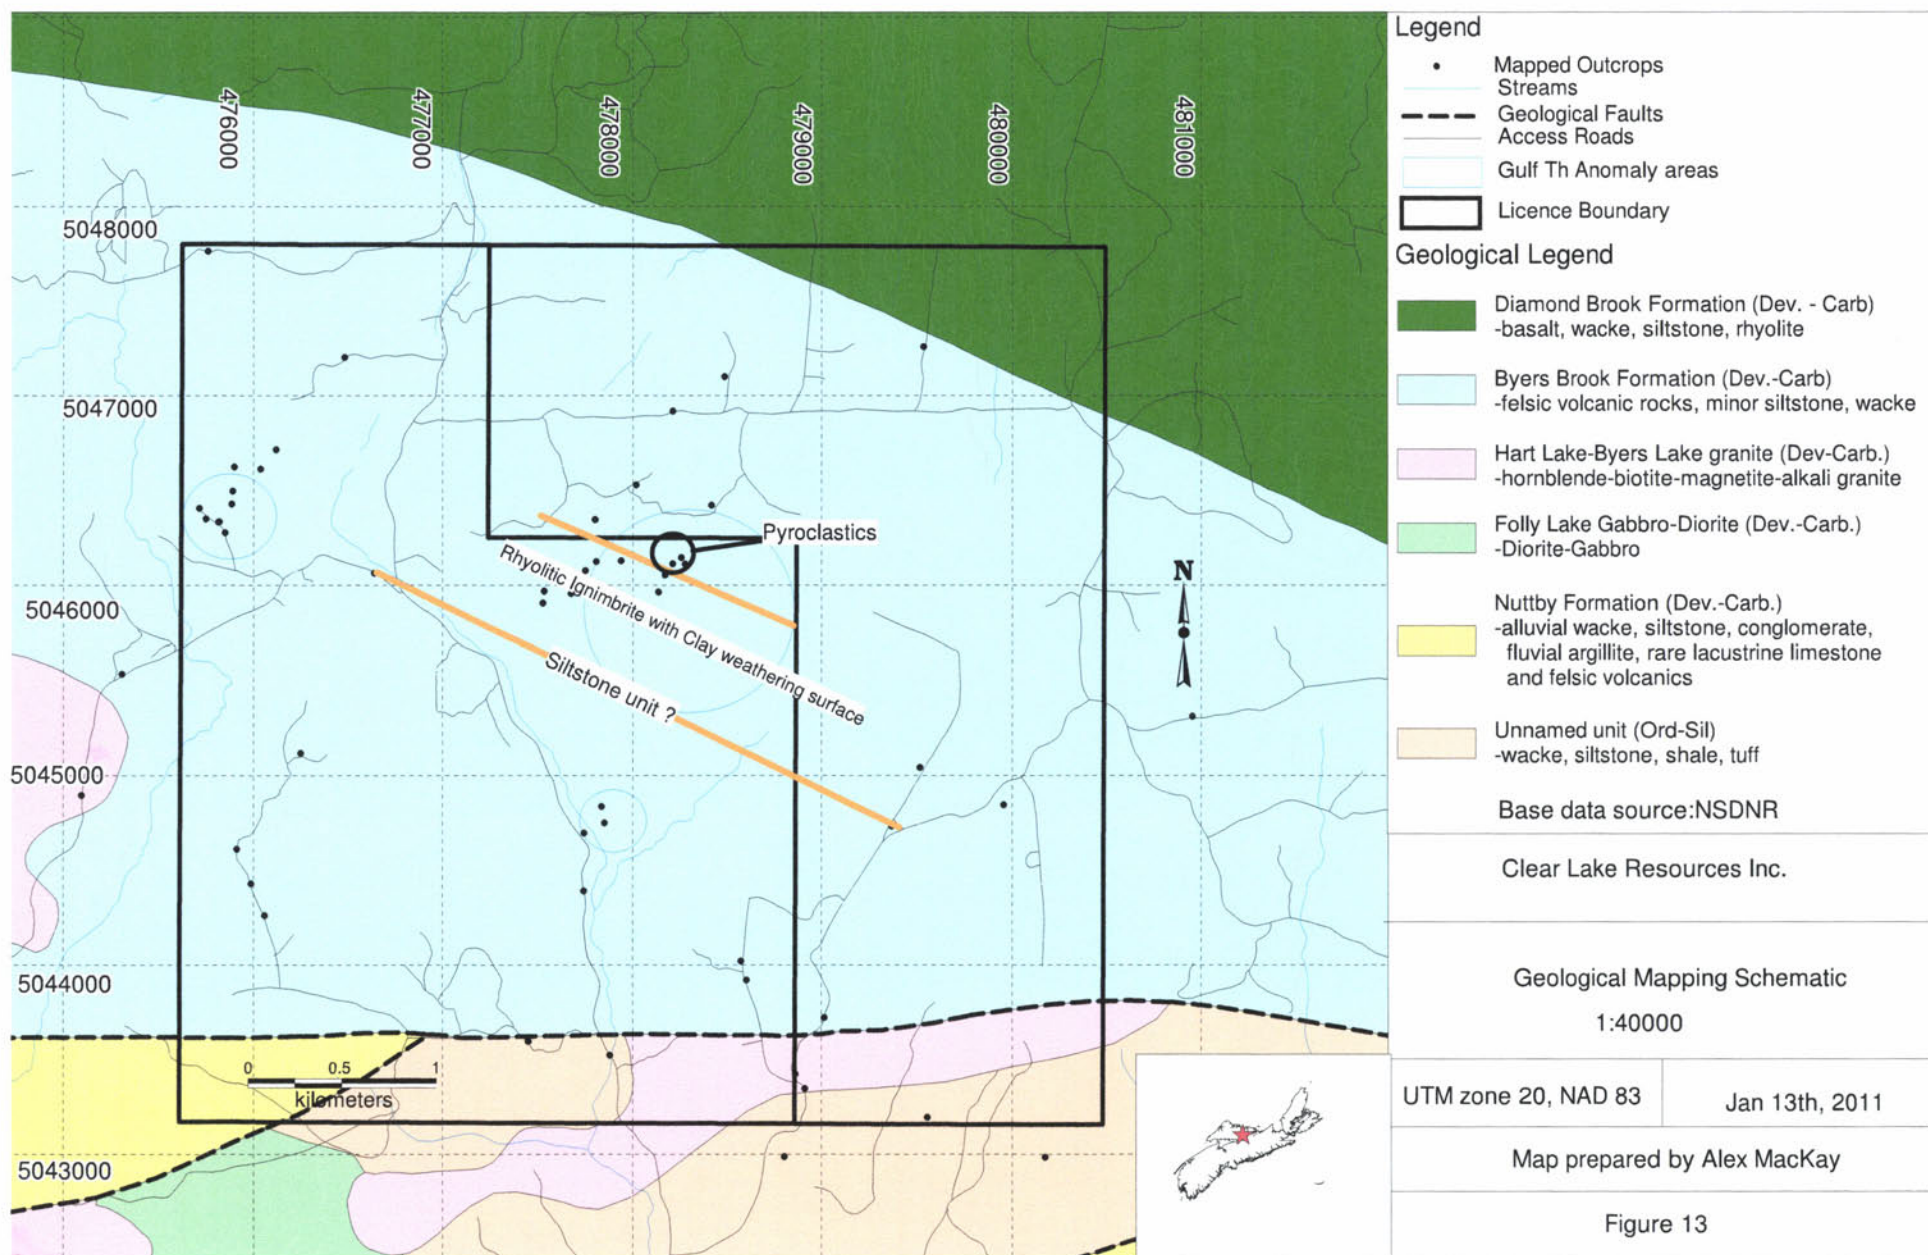 476000
477000
478000
479000
480000
481000
5048000
5047000
5046000
5045000
5044000
5043000
Pyroclastics
Rhyolitic Ignimbrite with Clay weathering surface
Siltstone unit ?
N
0 0.5 1
kilometers
Legend
Mapped Outcrops
Streams
Geological Faults
Access Roads
Gulf Th Anomaly areas
Licence Boundary
Geological Legend
Diamond Brook Formation (Dev. - Carb)
-basalt, wacke, siltstone, rhyolite
Byers Brook Formation (Dev.-Carb)
-felsic volcanic rocks, minor siltstone, wacke
Hart Lake-Byers Lake granite (Dev-Carb.)
-hornblende-biotite-magnetite-alkali granite
Folly Lake Gabbro-Diorite (Dev.-Carb.)
-Diorite-Gabbro
Nuttby Formation (Dev.-Carb.)
-alluvial wacke, siltstone, conglomerate,
fluvial argillite, rare lacustrine limestone
and felsic volcanics
Unnamed unit (Ord-Sil)
-wacke, siltstone, shale, tuff
Base data source:NSDNR
Clear Lake Resources Inc.
Geological Mapping Schematic
1:40000
UTM zone 20, NAD 83
Jan 13th, 2011
Map prepared by Alex MacKay
Figure 13